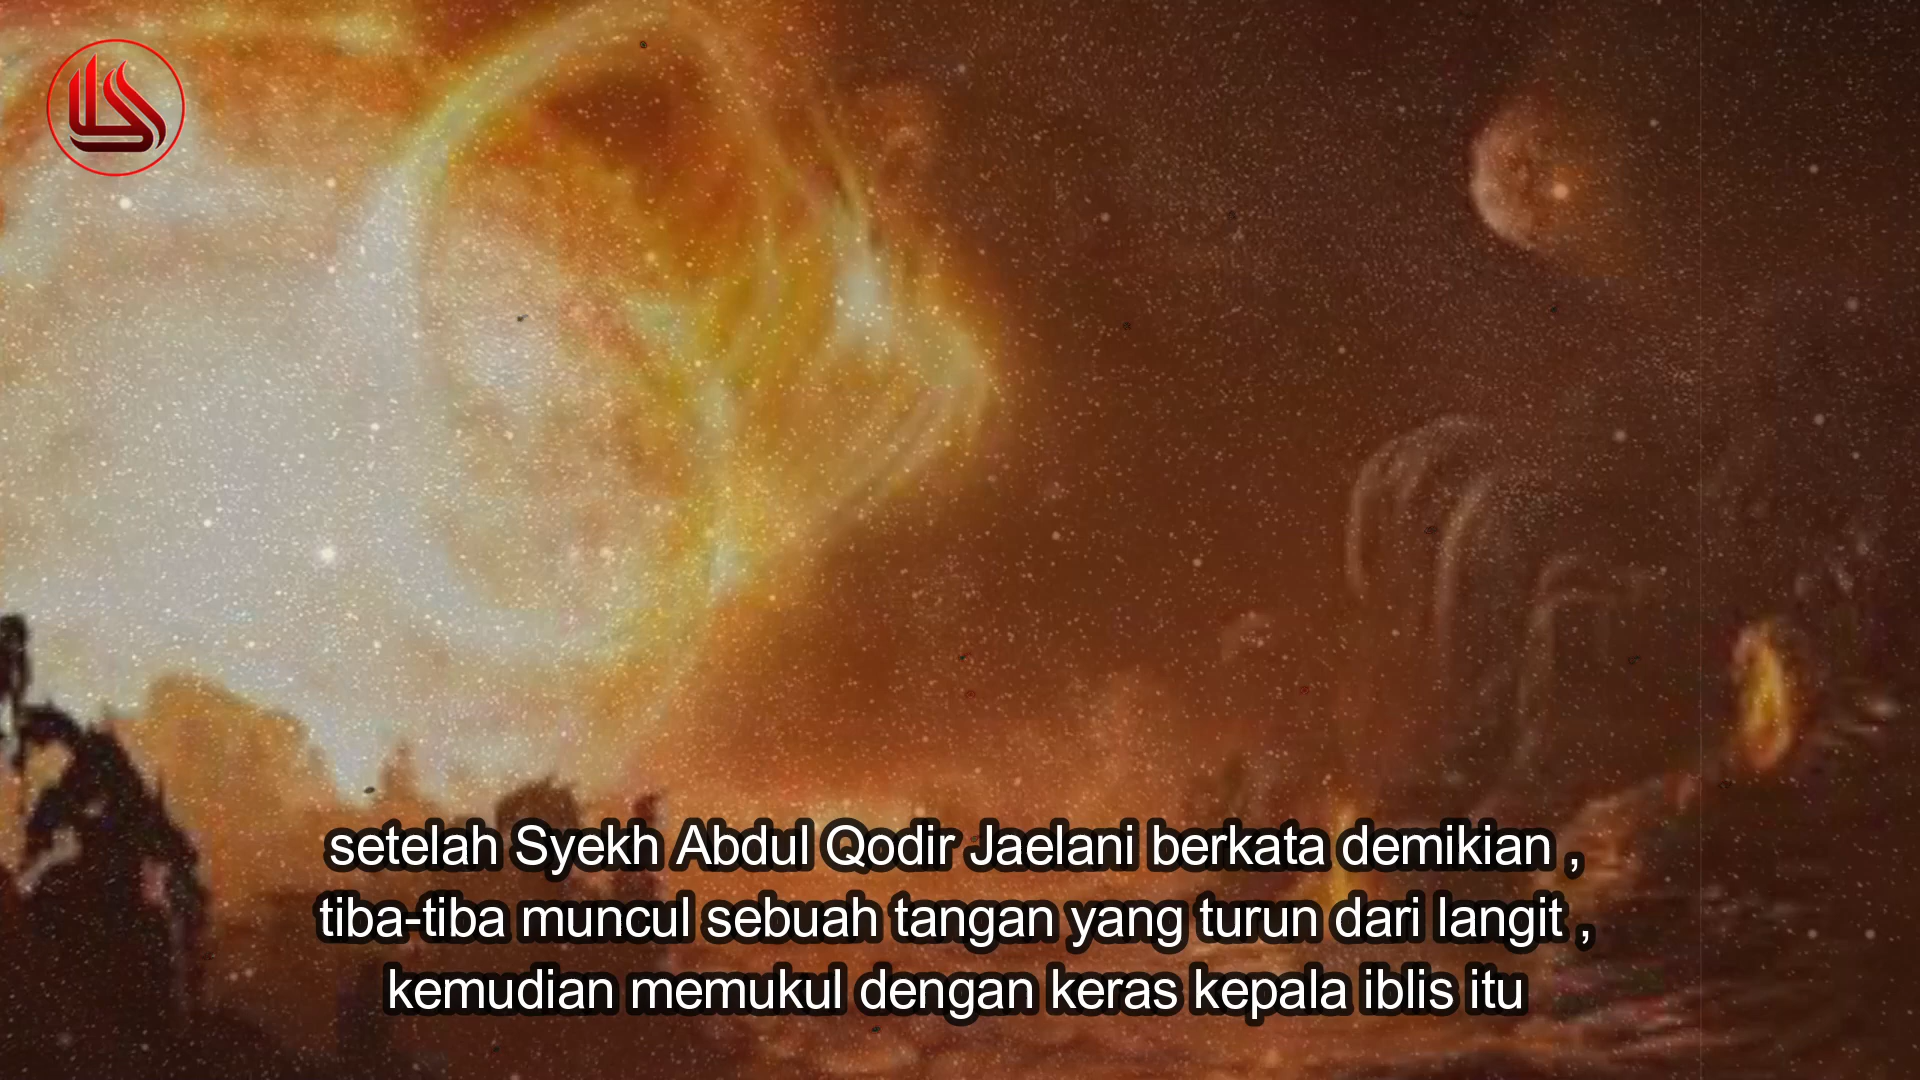 setelah Syekh Abdul Qodir Jaelani berkata demikian ,
tiba-tiba muncul sebuah tangan yang turun dari langit ,
kemudian memukul dengan keras kepala iblis itu